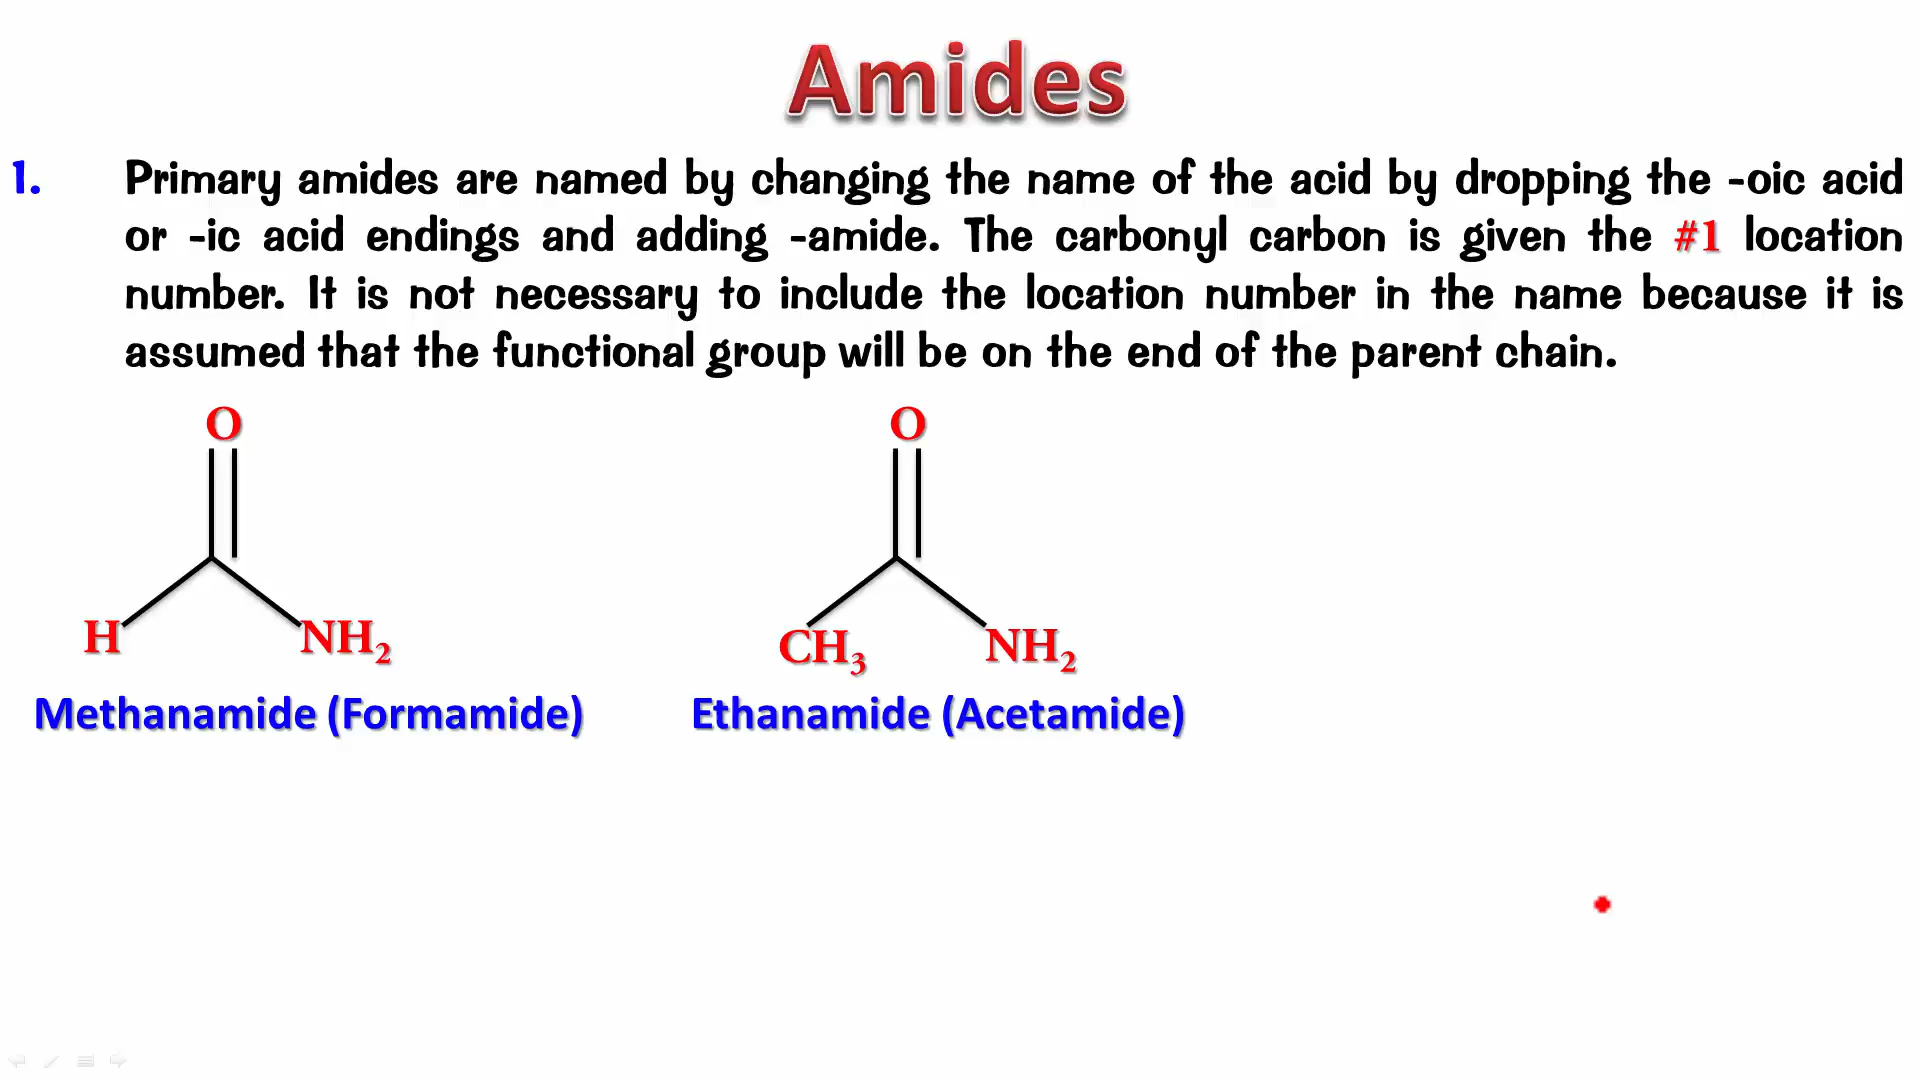 Amides
1. Primary amides are named by changing the name of the acid by dropping the -oic acid
or -ic acid endings and adding -amide. The carbonyl carbon is given the #1 location
number. It is not necessary to include the location number in the name because it is
assumed that the functional group will be on the end of the parent chain.
O O
H NH₂ CH₃ NH₂
Methanamide (Formamide) Ethanamide (Acetamide)